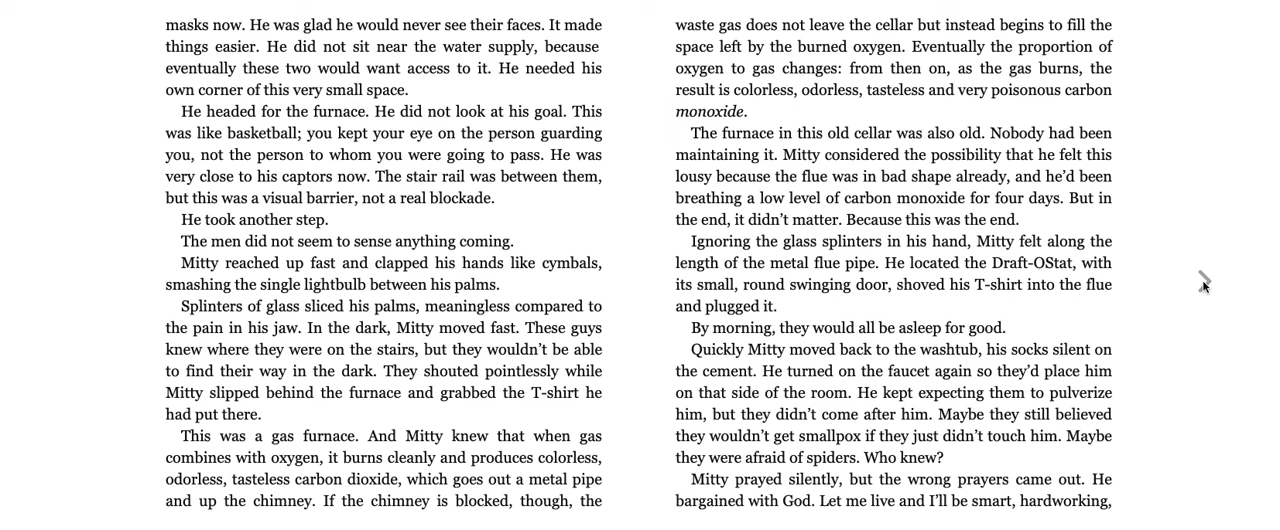 masks now. He was glad he would never see their faces. It made
things easier. He did not sit near the water supply, because
eventually these two would want access to it. He needed his
own corner of this very small space.
He headed for the furnace. He did not look at his goal. This
was like basketball; you kept your eye on the person guarding
you, not the person to whom you were going to pass. He was
very close to his captors now. The stair rail was between them,
but this was a visual barrier, not a real blockade.
He took another step.
The men did not seem to sense anything coming.
Mitty reached up fast and clapped his hands like cymbals,
smashing the single lightbulb between his palms.
Splinters of glass sliced his palms, meaningless compared to
the pain in his jaw. In the dark, Mitty moved fast. These guys
knew where they were on the stairs, but they wouldn’t be able
to find their way in the dark. They shouted pointlessly while
Mitty slipped behind the furnace and grabbed the T-shirt he
had put there.
This was a gas furnace. And Mitty knew that when gas
combines with oxygen, it burns cleanly and produces colorless,
odorless, tasteless carbon dioxide, which goes out a metal pipe
and up the chimney. If the chimney is blocked, though, the
waste gas does not leave the cellar but instead begins to fill the
space left by the burned oxygen. Eventually the proportion of
oxygen to gas changes: from then on, as the gas burns, the
result is colorless, odorless, tasteless and very poisonous carbon
monoxide.
The furnace in this old cellar was also old. Nobody had been
maintaining it. Mitty considered the possibility that he felt this
lousy because the flue was in bad shape already, and he’d been
breathing a low level of carbon monoxide for four days. But in
the end, it didn’t matter. Because this was the end.
Ignoring the glass splinters in his hand, Mitty felt along the
length of the metal flue pipe. He located the Draft-OStat, with
its small, round swinging door, shoved his T-shirt into the flue
and plugged it.
By morning, they would all be asleep for good.
Quickly Mitty moved back to the washtub, his socks silent on
the cement. He turned on the faucet again so they’d place him
on that side of the room. He kept expecting them to pulverize
him, but they didn’t come after him. Maybe they still believed
they wouldn’t get smallpox if they just didn’t touch him. Maybe
they were afraid of spiders. Who knew?
Mitty prayed silently, but the wrong prayers came out. He
bargained with God. Let me live and I’ll be smart, hardworking,